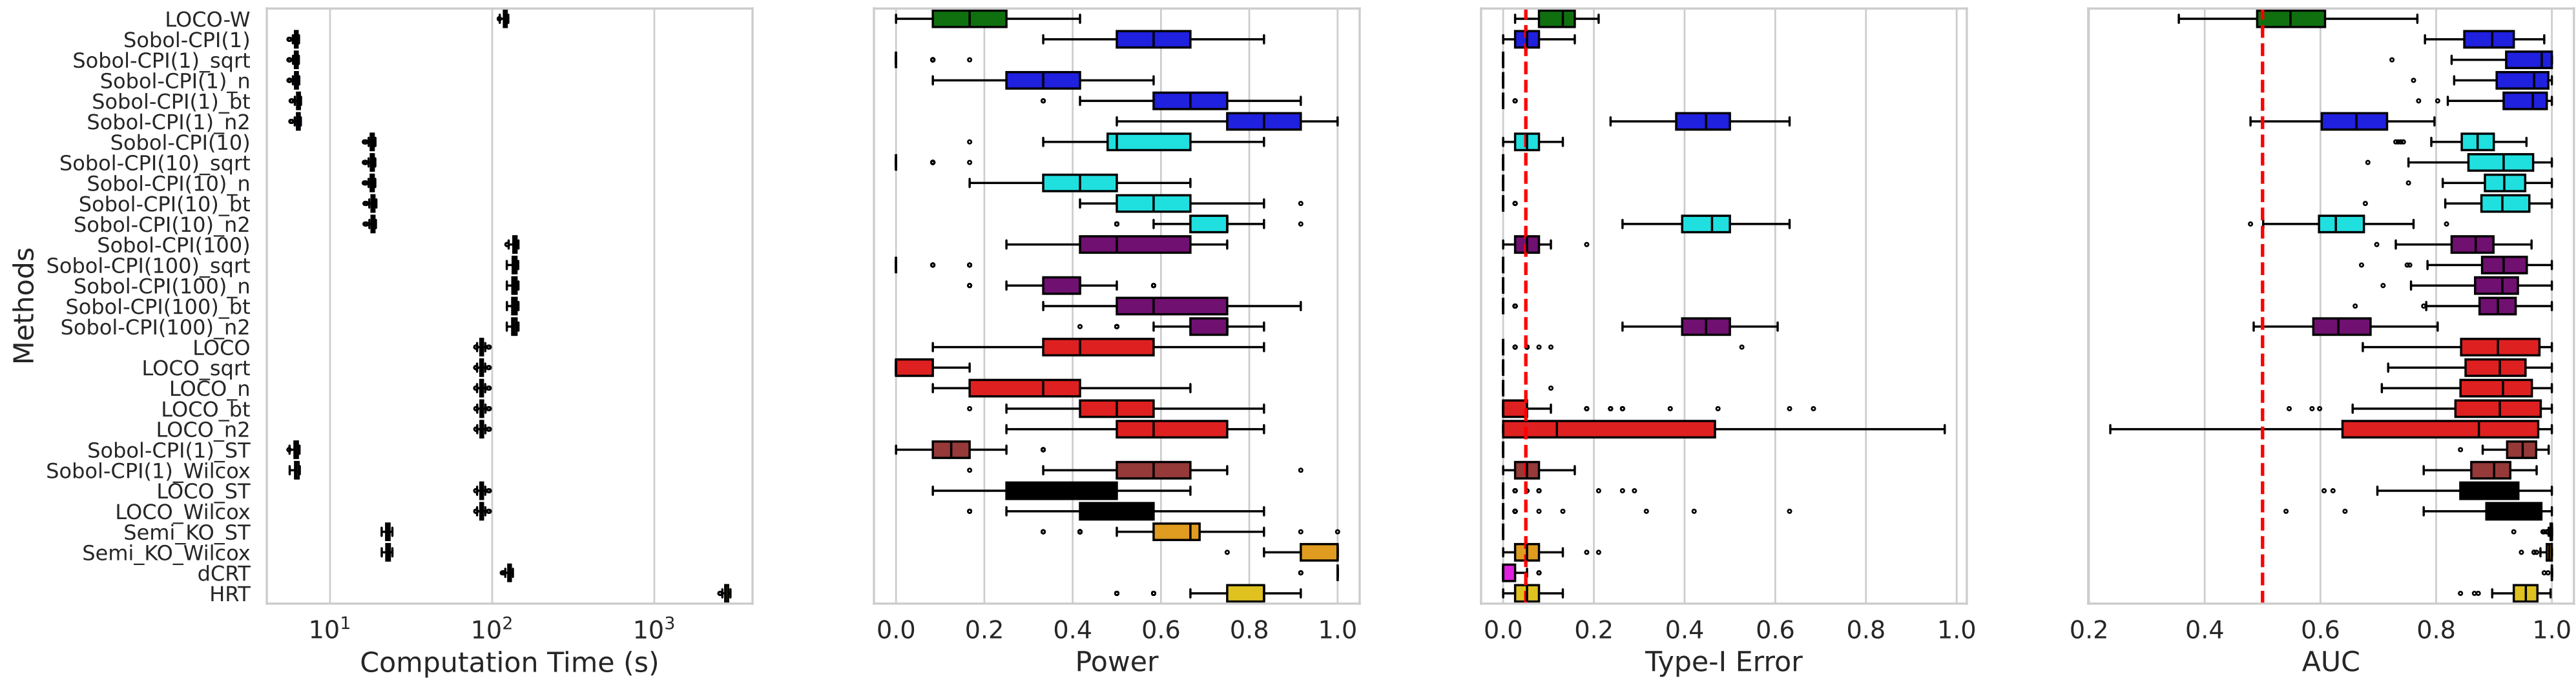 Methods
LOCO-W
Sobol-CPI(1)
Sobol-CPI(1)_sqrt
Sobol-CPI(1)_n
Sobol-CPI(1)_bt
Sobol-CPI(1)_n2
Sobol-CPI(10)
Sobol-CPI(10)_sqrt
Sobol-CPI(10)_n
Sobol-CPI(10)_bt
Sobol-CPI(10)_n2
Sobol-CPI(100)
Sobol-CPI(100)_sqrt
Sobol-CPI(100)_n
Sobol-CPI(100)_bt
Sobol-CPI(100)_n2
LOCO
LOCO_sqrt
LOCO_n
LOCO_bt
LOCO_n2
Sobol-CPI(1)_ST
Sobol-CPI(1)_Wilcox
LOCO_ST
LOCO_Wilcox
Semi_KO_ST
Semi_KO_Wilcox
dCRT
HRT
10¹ 10² 10³
Computation Time (s)
0.0 0.2 0.4 0.6 0.8 1.0
Power
0.0 0.2 0.4 0.6 0.8 1.0
Type-I Error
0.2 0.4 0.6 0.8 1.0
AUC